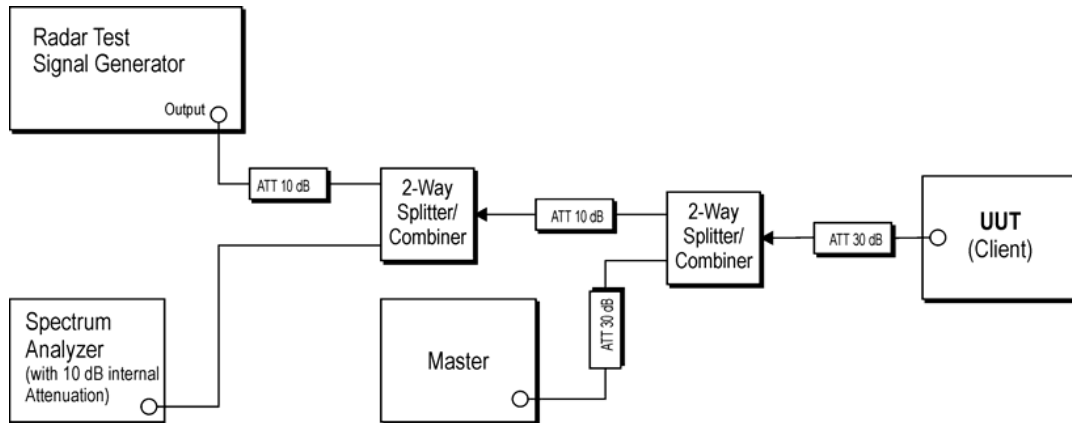 Radar Test
Signal Generator
Output
ATT 10 dB
2-Way
Splitter/
Combiner
ATT 10 dB
2-Way
Splitter/
Combiner
ATT 30 dB
UUT
(Client)
Spectrum
Analyzer
(with 10 dB internal
Attenuation)
Master
ATT 30 dB